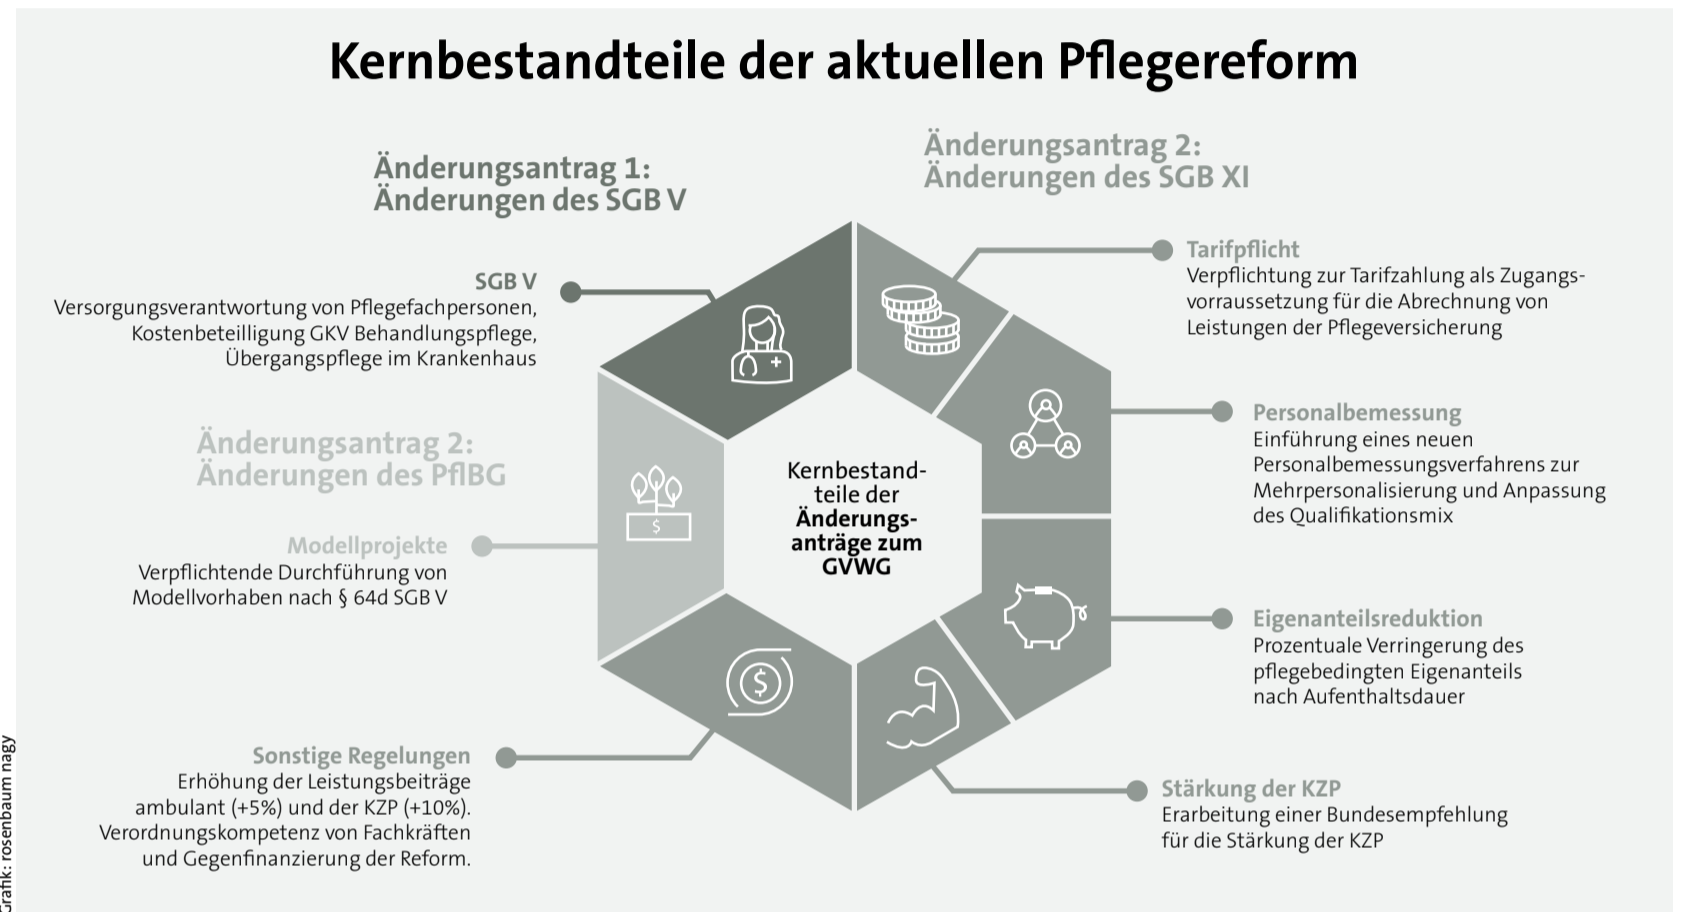 Kernbestandteile der aktuellen Pflegereform
Änderungsantrag 1:
Änderungen des SGB V
SGB V
Versorgungsverantwortung von Pflegefachpersonen,
Kostenbeteilligung GKV Behandlungspflege,
Übergangspflege im Krankenhaus
Änderungsantrag 2:
Änderungen des PflBG
Modellprojekte
Verpflichtende Durchführung von
Modellvorhaben nach § 64d SGB V
Sonstige Regelungen
Erhöhung der Leistungsbeiträge
ambulant (+5%) und der KZP (+10%).
Verordnungskompetenz von Fachkräften
und Gegenfinanzierung der Reform.
Kernbestand-
teile der
Änderungs-
anträge zum
GVWG
Änderungsantrag 2:
Änderungen des SGB XI
Tarifpflicht
Verpflichtung zur Tarifzahlung als Zugangs-
vorraussetzung für die Abrechnung von
Leistungen der Pflegeversicherung
Personalbemessung
Einführung eines neuen
Personalbemessungsverfahrens zur
Mehrpersonalisierung und Anpassung
des Qualifikationsmix
Eigenanteilsreduktion
Prozentuale Verringerung des
pflegebedingten Eigenanteils
nach Aufenthaltsdauer
Stärkung der KZP
Erarbeitung einer Bundesempfehlung
für die Stärkung der KZP
$
$
Grafik: rosenbaum nagy